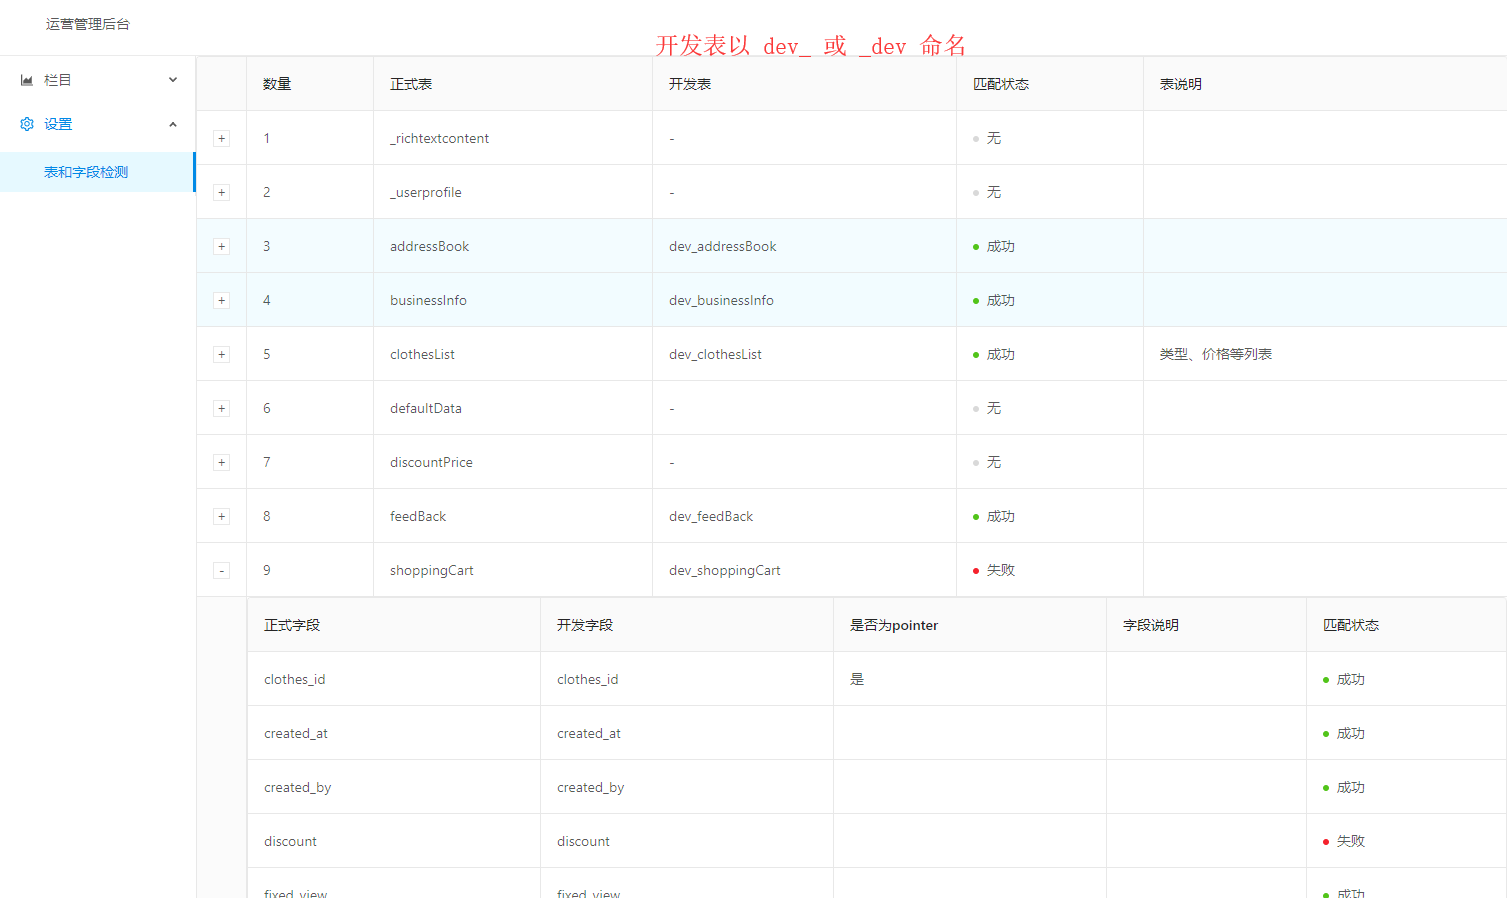 运营管理后台
开发表以 dev_ 或 _dev 命名
栏目
设置
表和字段检测
数量 正式表 开发表 匹配状态 表说明
+ 1 _richtextcontent - 无
+ 2 _userprofile - 无
+ 3 addressBook dev_addressBook 成功
+ 4 businessInfo dev_businessInfo 成功
+ 5 clothesList dev_clothesList 成功 类型、价格等列表
+ 6 defaultData - 无
+ 7 discountPrice - 无
+ 8 feedBack dev_feedBack 成功
- 9 shoppingCart dev_shoppingCart 失败
正式字段 开发字段 是否为pointer 字段说明 匹配状态
clothes_id clothes_id 是 成功
created_at created_at 成功
created_by created_by 成功
discount discount 失败
fixed_view fixed_view 成功